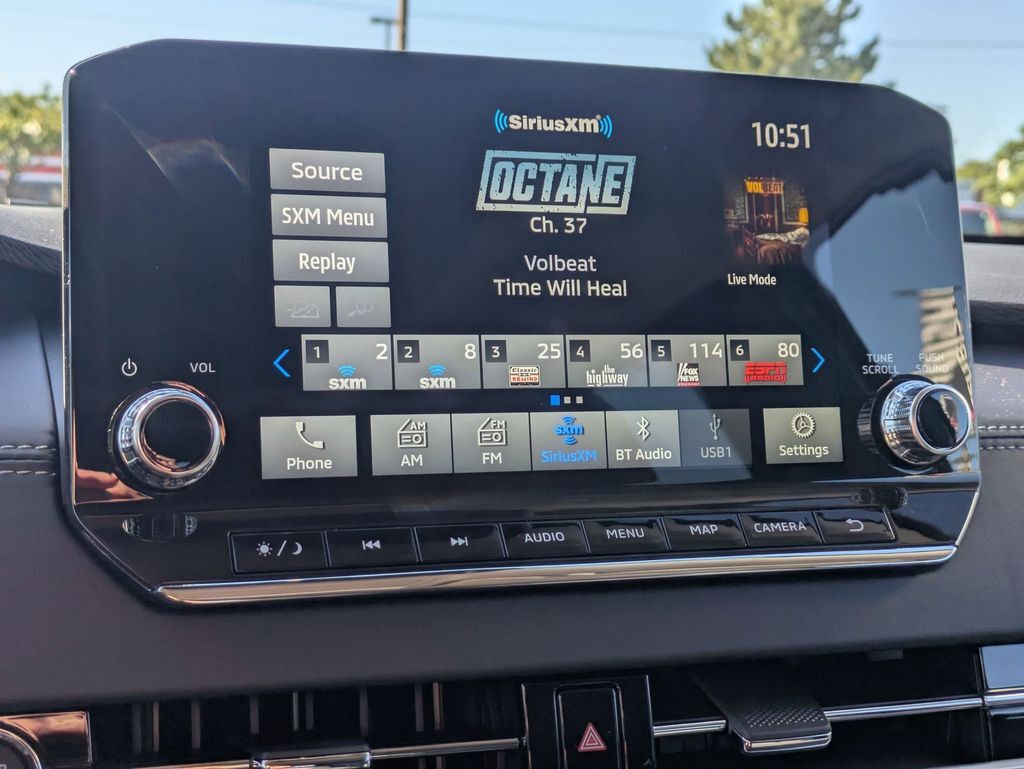 SiriusXM
10:51
Source
OCTANE
SXM Menu
Ch. 37
VOLBEAT
Replay
Volbeat
Time Will Heal
Live Mode
1 2 sxm
2 8 sxm
3 25 Classic REWIND
4 56 the highway
5 114 FOX NEWS
6 80 ESPN RADIO
VOL
TUNE SCROLL
PUSH SOUND
Phone
AM AM
FM FM
sxm SiriusXM
BT Audio
USB1
Settings
AUDIO
MENU
MAP
CAMERA